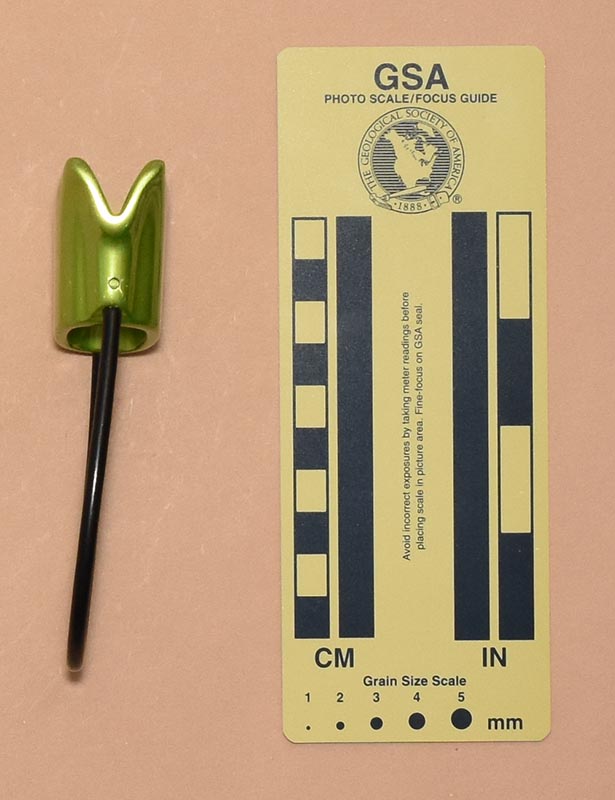 GSA
PHOTO SCALE/FOCUS GUIDE
THE GEOLOGICAL SOCIETY OF AMERICA
·1888·
®
Avoid incorrect exposures by taking meter readings before
placing scale in picture area. Fine-focus on GSA seal.
CM IN
Grain Size Scale
1 2 3 4 5
mm